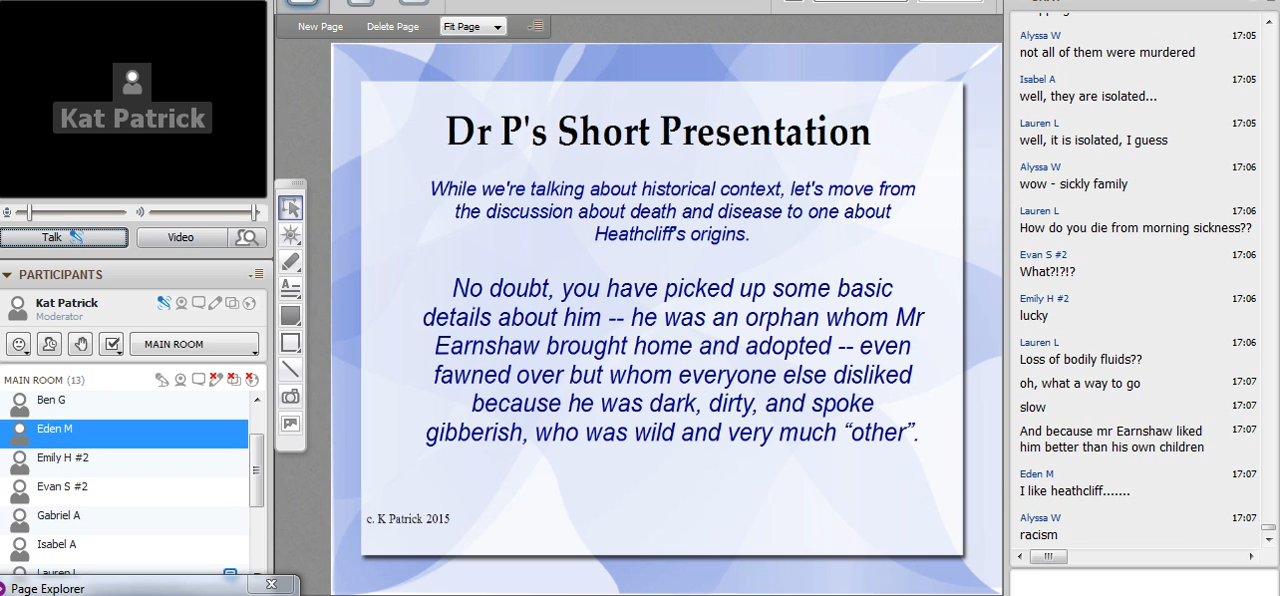 Kat Patrick
Talk
Video
PARTICIPANTS
Kat Patrick
Moderator
MAIN ROOM
MAIN ROOM (13)
Ben G
Eden M
Emily H #2
Evan S #2
Gabriel A
Isabel A
Lauren L
Page Explorer
New Page Delete Page Fit Page
Dr P's Short Presentation
While we're talking about historical context, let's move from
the discussion about death and disease to one about
Heathcliff's origins.
No doubt, you have picked up some basic
details about him -- he was an orphan whom Mr
Earnshaw brought home and adopted -- even
fawned over but whom everyone else disliked
because he was dark, dirty, and spoke
gibberish, who was wild and very much “other”.
c. K Patrick 2015
Alyssa W 17:05
not all of them were murdered
Isabel A 17:05
well, they are isolated...
Lauren L 17:05
well, it is isolated, I guess
Alyssa W 17:06
wow - sickly family
Lauren L 17:06
How do you die from morning sickness??
Evan S #2 17:06
What?!?!?
Emily H #2 17:06
lucky
Lauren L 17:06
Loss of bodily fluids??
oh, what a way to go 17:07
slow 17:07
And because mr Earnshaw liked 17:07
him better than his own children
Eden M 17:07
I like heathcliff.......
Alyssa W 17:07
racism